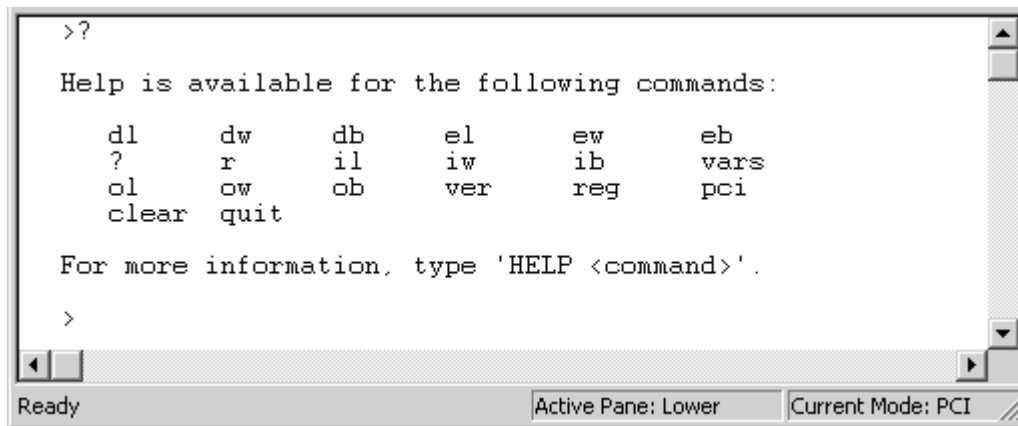 >?
Help is available for the following commands:
dl dw db el ew eb
? r il iw ib vars
ol ow ob ver reg pci
clear quit
For more information, type 'HELP <command>'.
>
Ready Active Pane: Lower Current Mode: PCI